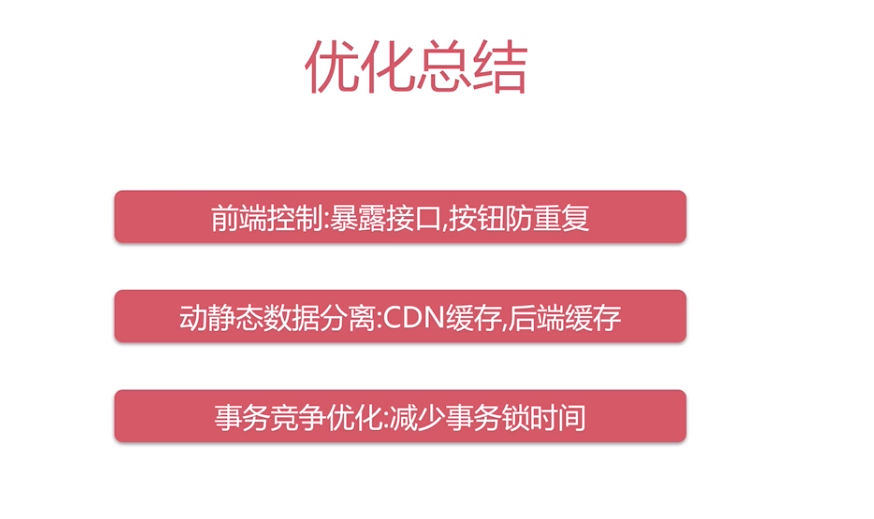 优化总结
前端控制:暴露接口,按钮防重复
动静态数据分离:CDN缓存,后端缓存
事务竞争优化:减少事务锁时间